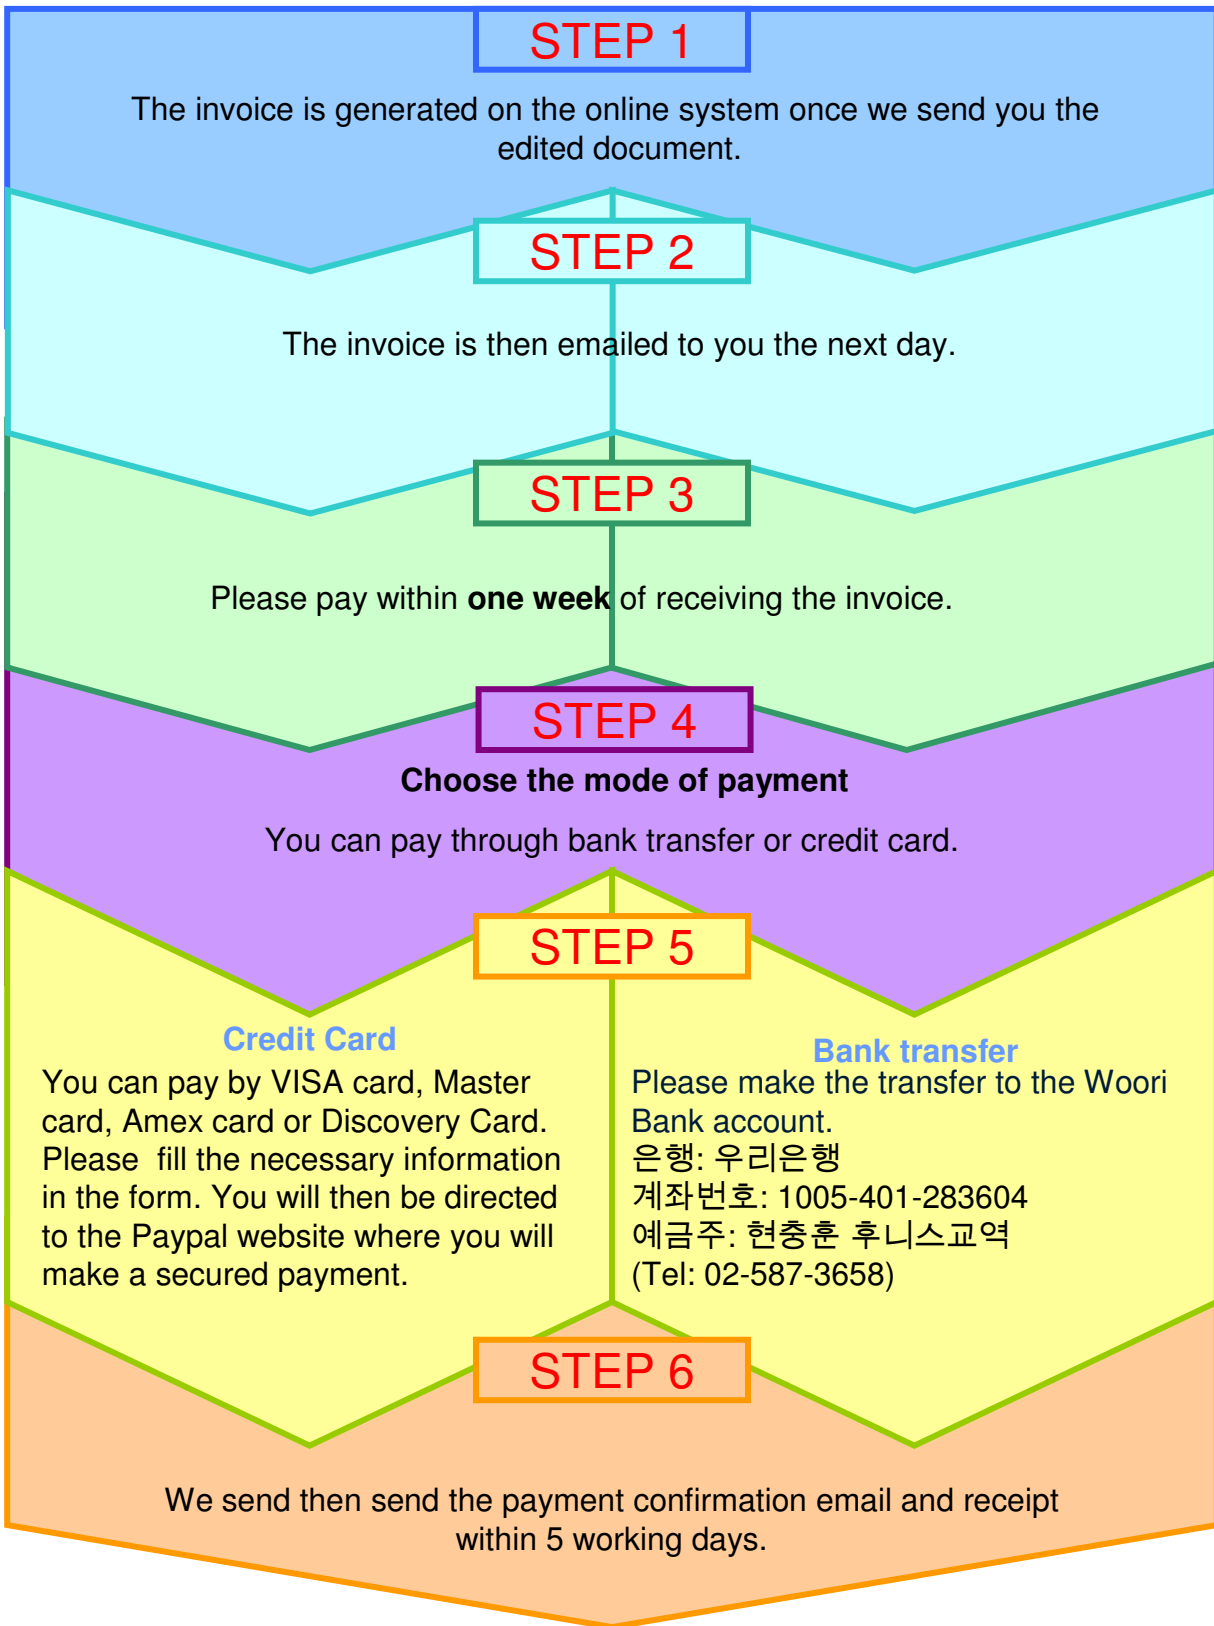 STEP 1
The invoice is generated on the online system once we send you the
edited document.
STEP 2
The invoice is then emailed to you the next day.
STEP 3
Please pay within one week of receiving the invoice.
STEP 4
Choose the mode of payment
You can pay through bank transfer or credit card.
STEP 5
Credit Card
You can pay by VISA card, Master
card, Amex card or Discovery Card.
Please  fill the necessary information
in the form. You will then be directed
to the Paypal website where you will
make a secured payment.
Bank transfer
Please make the transfer to the Woori
Bank account.
은행: 우리은행
계좌번호: 1005-401-283604
예금주: 현충훈 후니스교역
(Tel: 02-587-3658)
STEP 6
We send then send the payment confirmation email and receipt
within 5 working days.